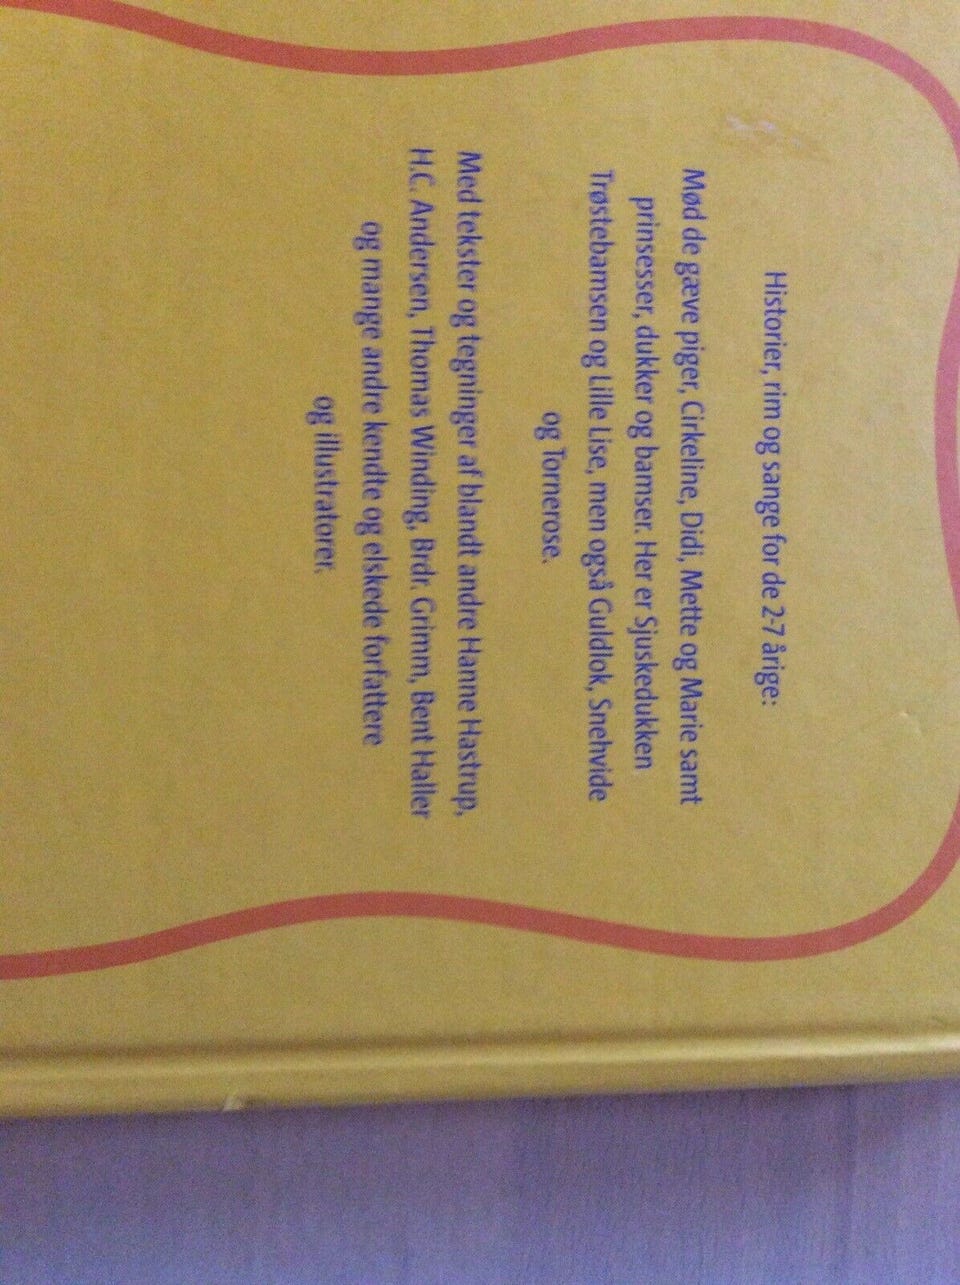 Historier, rim og sange for de 2-7 årige:
Mød de gæve piger, Cirkeline, Didi, Mette og Marie samt
prinsesser, dukker og bamser. Her er Sjuskedukken
Trøstebamsen og Lille Lise, men også Guldlok, Snehvide
og Tornerose.
Med tekster og tegninger af blandt andre Hanne Hastrup,
H.C. Andersen, Thomas Winding, Brdr. Grimm, Bent Haller
og mange andre kendte og elskede forfattere
og illustratorer.